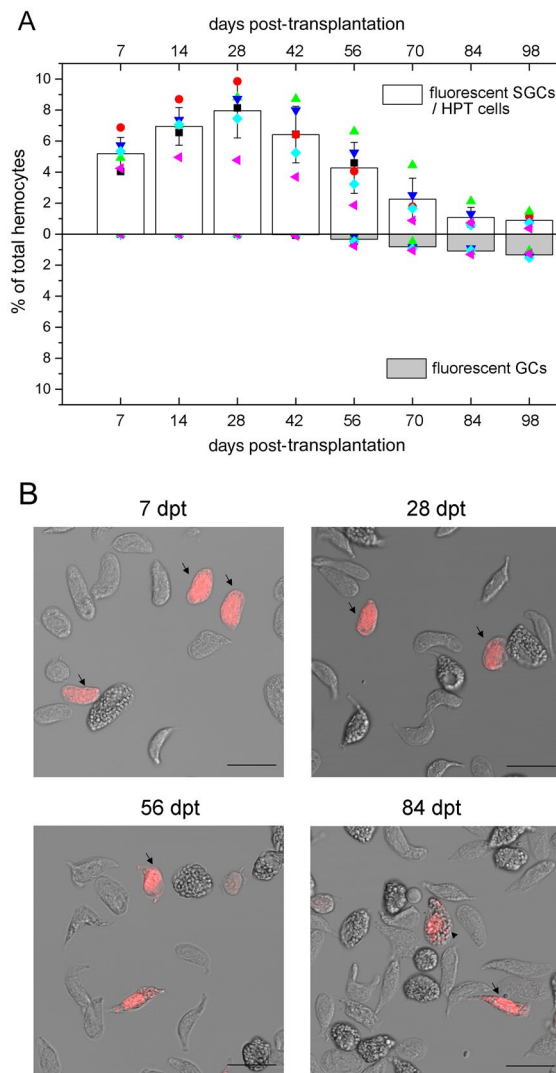 A
days post-transplantation
7 14 28 42 56 70 84 98
10
8
6
4
2
0
2
4
6
8
10
% of total hemocytes
fluorescent SGCs
/ HPT cells
fluorescent GCs
7 14 28 42 56 70 84 98
days post-transplantation
B
7 dpt 28 dpt
56 dpt 84 dpt